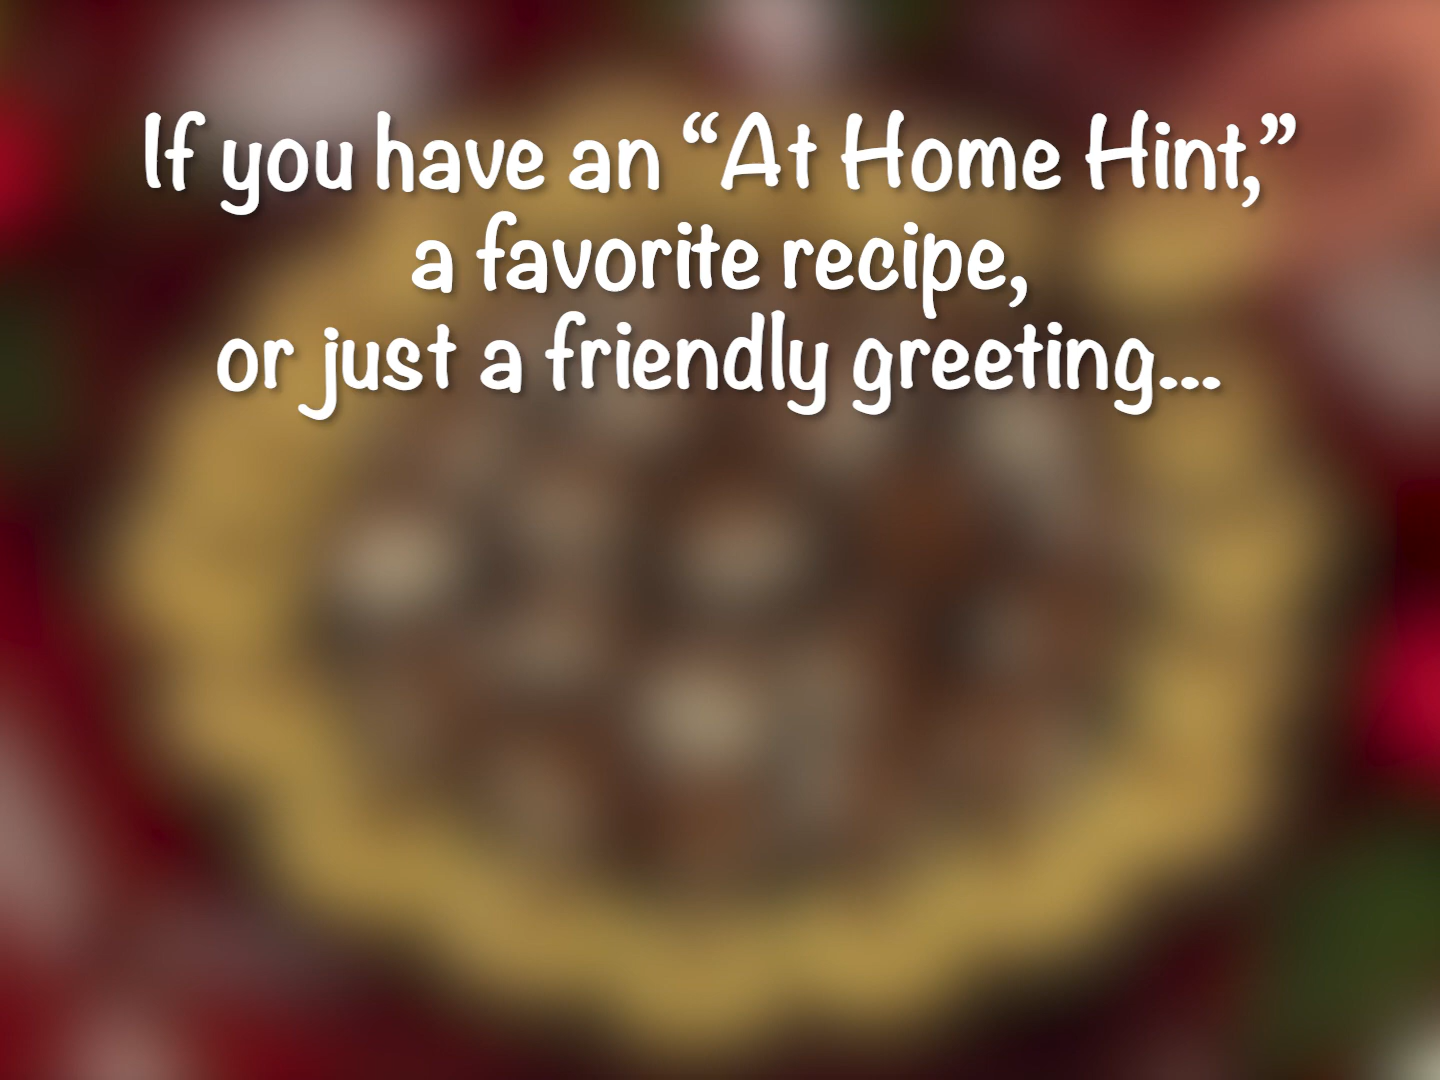 If you have an “At Home Hint,”
a favorite recipe,
or just a friendly greeting...